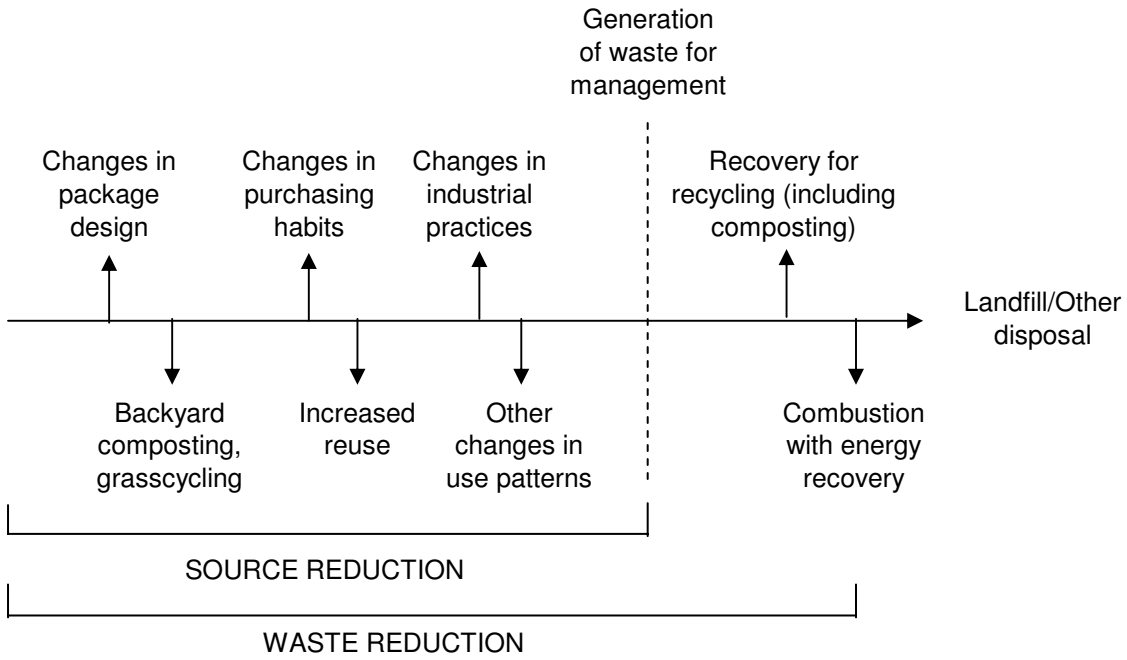 Generation
of waste for
management
Changes in
package
design
Changes in
purchasing
habits
Changes in
industrial
practices
Recovery for
recycling (including
composting)
Landfill/Other
disposal
Backyard
composting,
grasscycling
Increased
reuse
Other
changes in
use patterns
Combustion
with energy
recovery
SOURCE REDUCTION
WASTE REDUCTION